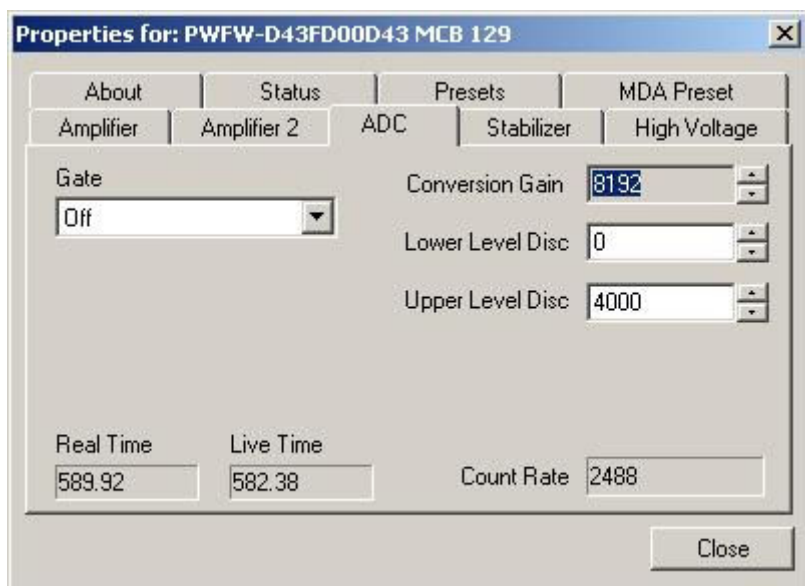 Properties for: PWFW-D43FD00D43 MCB 129
About Status Presets MDA Preset
Amplifier Amplifier 2 ADC Stabilizer High Voltage
Gate
Off
Conversion Gain 8192
Lower Level Disc 0
Upper Level Disc 4000
Real Time Live Time
589.92 582.38 Count Rate 2488
Close